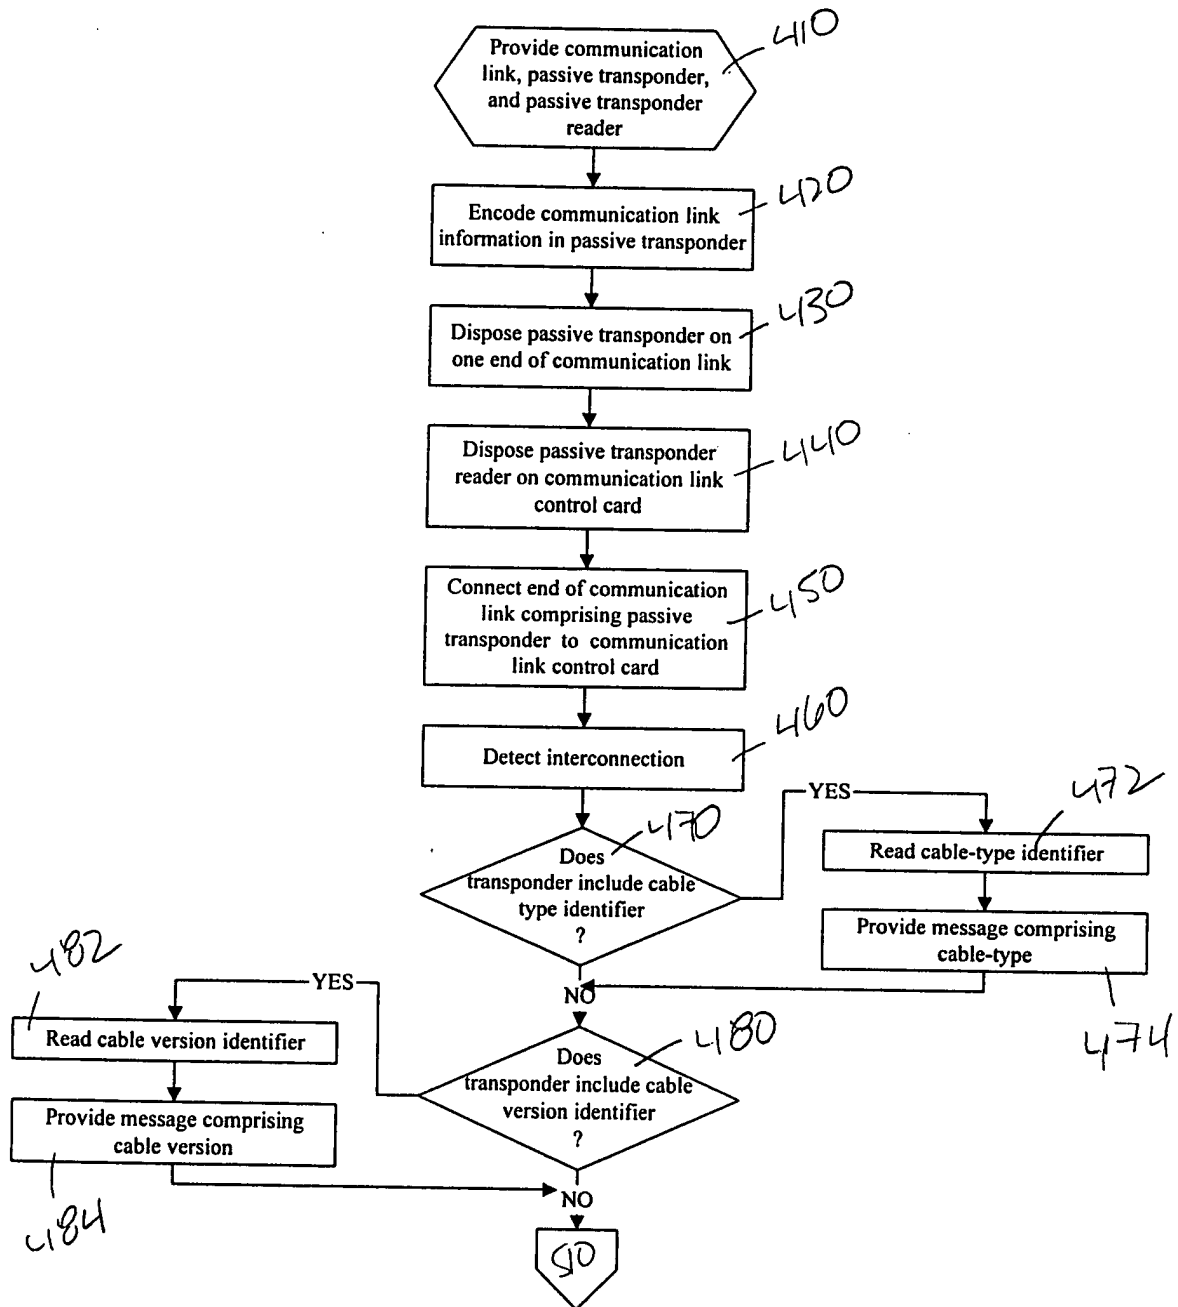 Provide communication
link, passive transponder,
and passive transponder
reader
410
Encode communication link
information in passive transponder
420
Dispose passive transponder on
one end of communication link
430
Dispose passive transponder
reader on communication link
control card
440
Connect end of communication
link comprising passive
transponder to communication
link control card
450
Detect interconnection
460
Does
transponder include cable
type identifier
?
470
YES
Read cable-type identifier
472
Provide message comprising
cable-type
474
NO
Does
transponder include cable
version identifier
?
480
YES
Read cable version identifier
482
Provide message comprising
cable version
484
NO
510